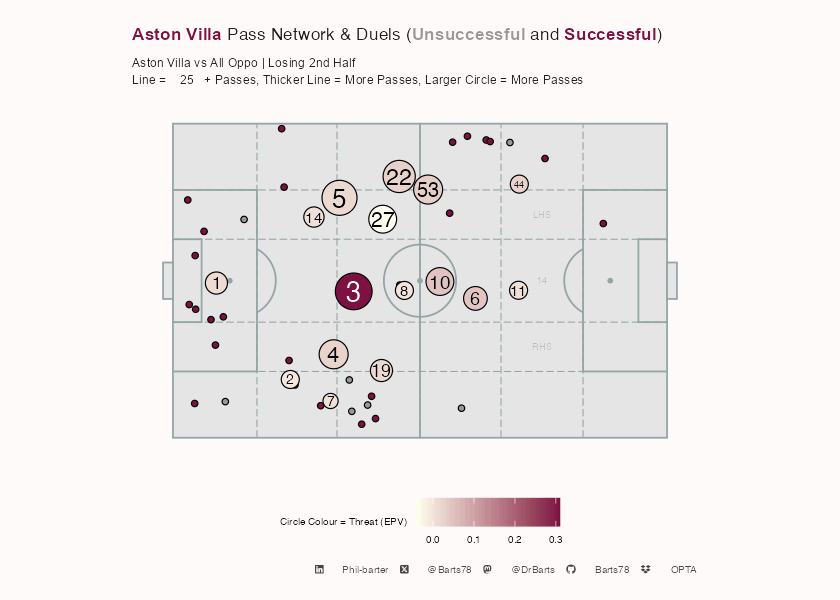 Aston Villa Pass Network & Duels (Unsuccessful and Successful)
Aston Villa vs All Oppo | Losing 2nd Half
Line = 25 + Passes, Thicker Line = More Passes, Larger Circle = More Passes
22
5
53
44
14
27
LHS
1
3
8
10
6
11
14
4
RHS
19
2
7
Circle Colour = Threat (EPV)
0.0 0.1 0.2 0.3
Phil-barter @Barts78 @DrBarts Barts78 OPTA